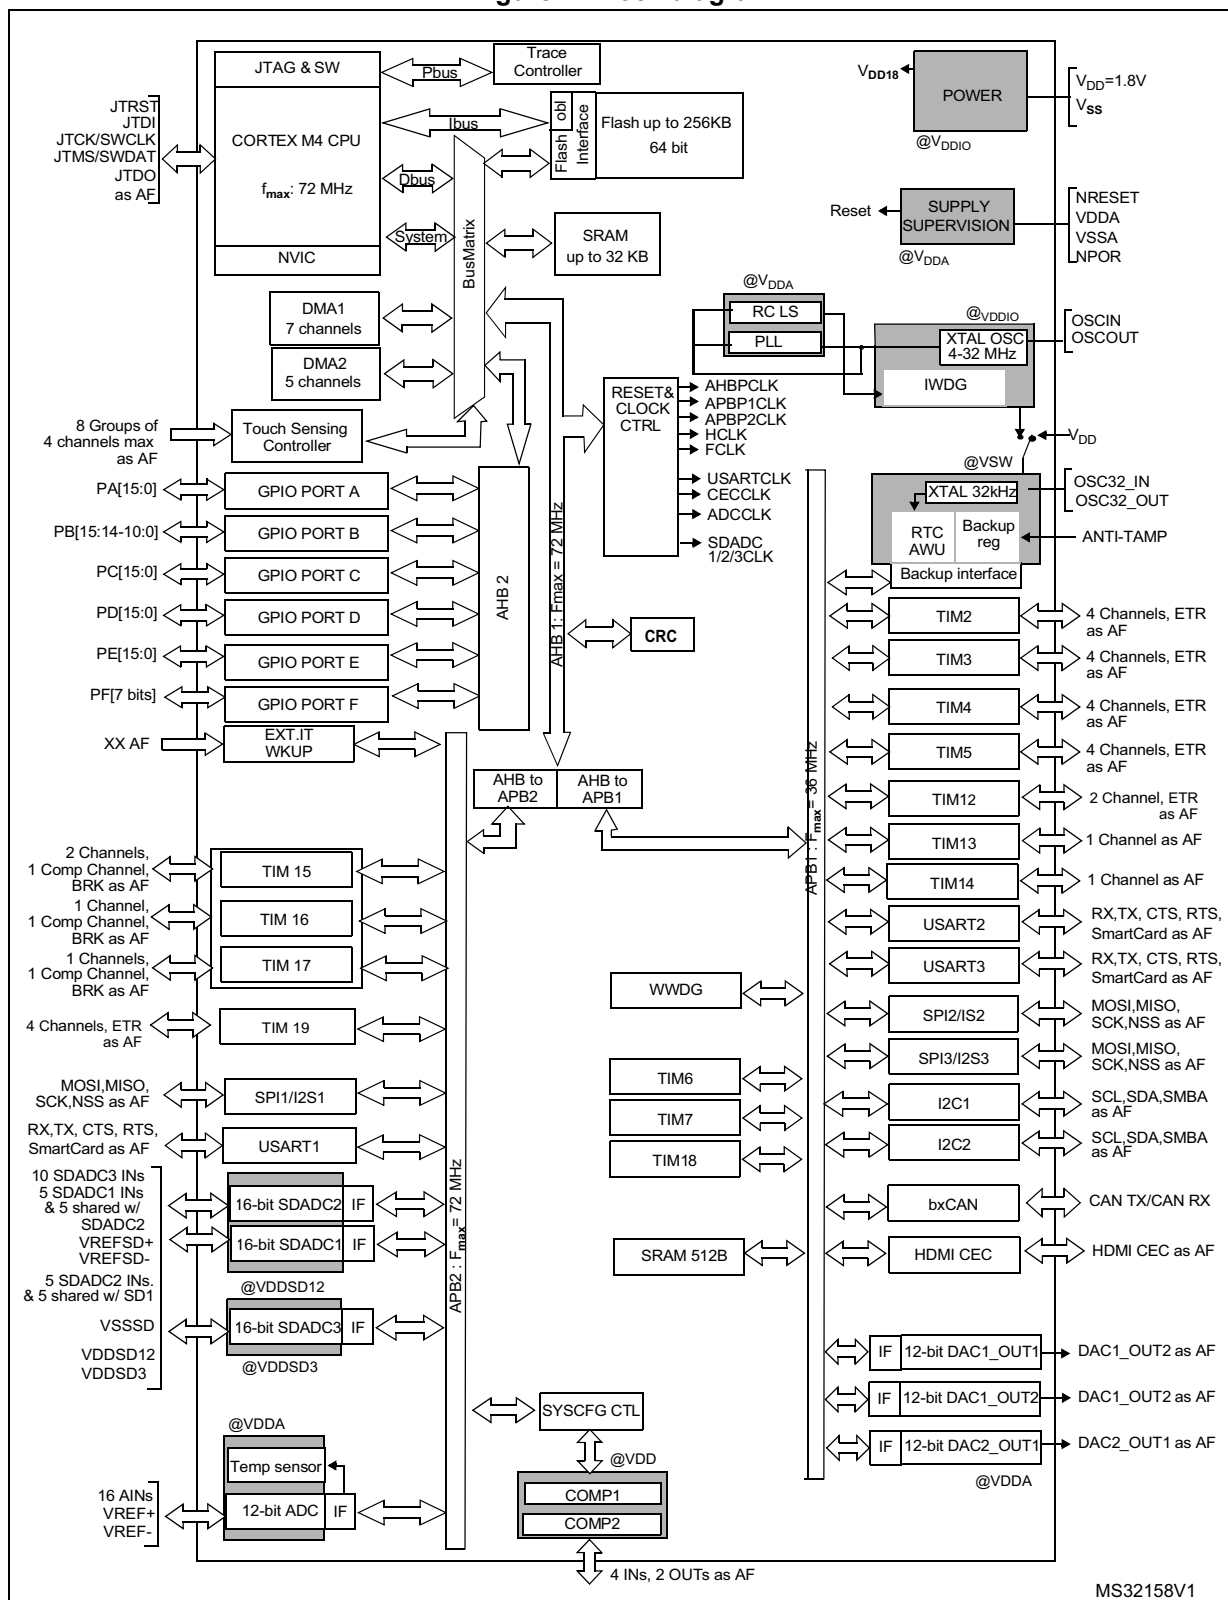 JTAG & SW
Pbus
Trace
Controller
VDD18
POWER
VDD=1.8V
VSS
@VDDIO
JTRST
JTDI
JTCK/SWCLK
JTMS/SWDAT
JTDO
as AF
CORTEX M4 CPU
fmax: 72 MHz
NVIC
Ibus
Dbus
System
BusMatrix
Flash
obl
Interface
Flash up to 256KB
64 bit
SRAM
up to 32 KB
Reset
SUPPLY
SUPERVISION
@VDDA
NRESET
VDDA
VSSA
NPOR
DMA1
7 channels
DMA2
5 channels
@VDDA
RC LS
PLL
@VDDIO
XTAL OSC
4-32 MHz
IWDG
OSCIN
OSCOUT
8 Groups of
4 channels max
as AF
Touch Sensing
Controller
RESET&
CLOCK
CTRL
AHBPCLK
APBP1CLK
APBP2CLK
HCLK
FCLK
USARTCLK
CECCLK
ADCCLK
SDADC
1/2/3CLK
VDD
@VSW
XTAL 32kHz
OSC32_IN
OSC32_OUT
RTC
AWU
Backup
reg
ANTI-TAMP
Backup interface
PA[15:0]
GPIO PORT A
PB[15:14-10:0]
GPIO PORT B
PC[15:0]
GPIO PORT C
PD[15:0]
GPIO PORT D
PE[15:0]
GPIO PORT E
PF[7 bits]
GPIO PORT F
AHB 2
AHB 1: Fmax = 72 MHz
CRC
XX AF
EXT.IT
WKUP
AHB to
APB2
AHB to
APB1
APB1 : Fmax = 36 MHz
TIM2
4 Channels, ETR
as AF
TIM3
4 Channels, ETR
as AF
TIM4
4 Channels, ETR
as AF
TIM5
4 Channels, ETR
as AF
TIM12
2 Channel, ETR
as AF
TIM13
1 Channel as AF
TIM14
1 Channel as AF
USART2
RX,TX, CTS, RTS,
SmartCard as AF
USART3
RX,TX, CTS, RTS,
SmartCard as AF
SPI2/IS2
MOSI,MISO,
SCK,NSS as AF
SPI3/I2S3
MOSI,MISO,
SCK,NSS as AF
I2C1
SCL,SDA,SMBA
as AF
I2C2
SCL,SDA,SMBA
as AF
bxCAN
CAN TX/CAN RX
HDMI CEC
HDMI CEC as AF
2 Channels,
1 Comp Channel,
BRK as AF
TIM 15
1 Channel,
1 Comp Channel,
BRK as AF
TIM 16
1 Channels,
1 Comp Channel,
BRK as AF
TIM 17
4 Channels, ETR
as AF
TIM 19
MOSI,MISO,
SCK,NSS as AF
SPI1/I2S1
RX,TX, CTS, RTS,
SmartCard as AF
USART1
WWDG
TIM6
TIM7
TIM18
SRAM 512B
APB2 : Fmax= 72 MHz
10 SDADC3 INs
5 SDADC1 INs
& 5 shared w/
SDADC2
VREFSD+
VREFSD-
5 SDADC2 INs.
& 5 shared w/ SD1
VSSSD
VDDSD12
VDDSD3
16-bit SDADC2
IF
16-bit SDADC1
IF
@VDDSD12
16-bit SDADC3
IF
@VDDSD3
IF
12-bit DAC1_OUT1
DAC1_OUT2 as AF
IF
12-bit DAC1_OUT2
DAC1_OUT2 as AF
IF
12-bit DAC2_OUT1
DAC2_OUT1 as AF
@VDDA
SYSCFG CTL
@VDD
COMP1
COMP2
4 INs, 2 OUTs as AF
@VDDA
Temp sensor
12-bit ADC
IF
16 AINs
VREF+
VREF-
MS32158V1